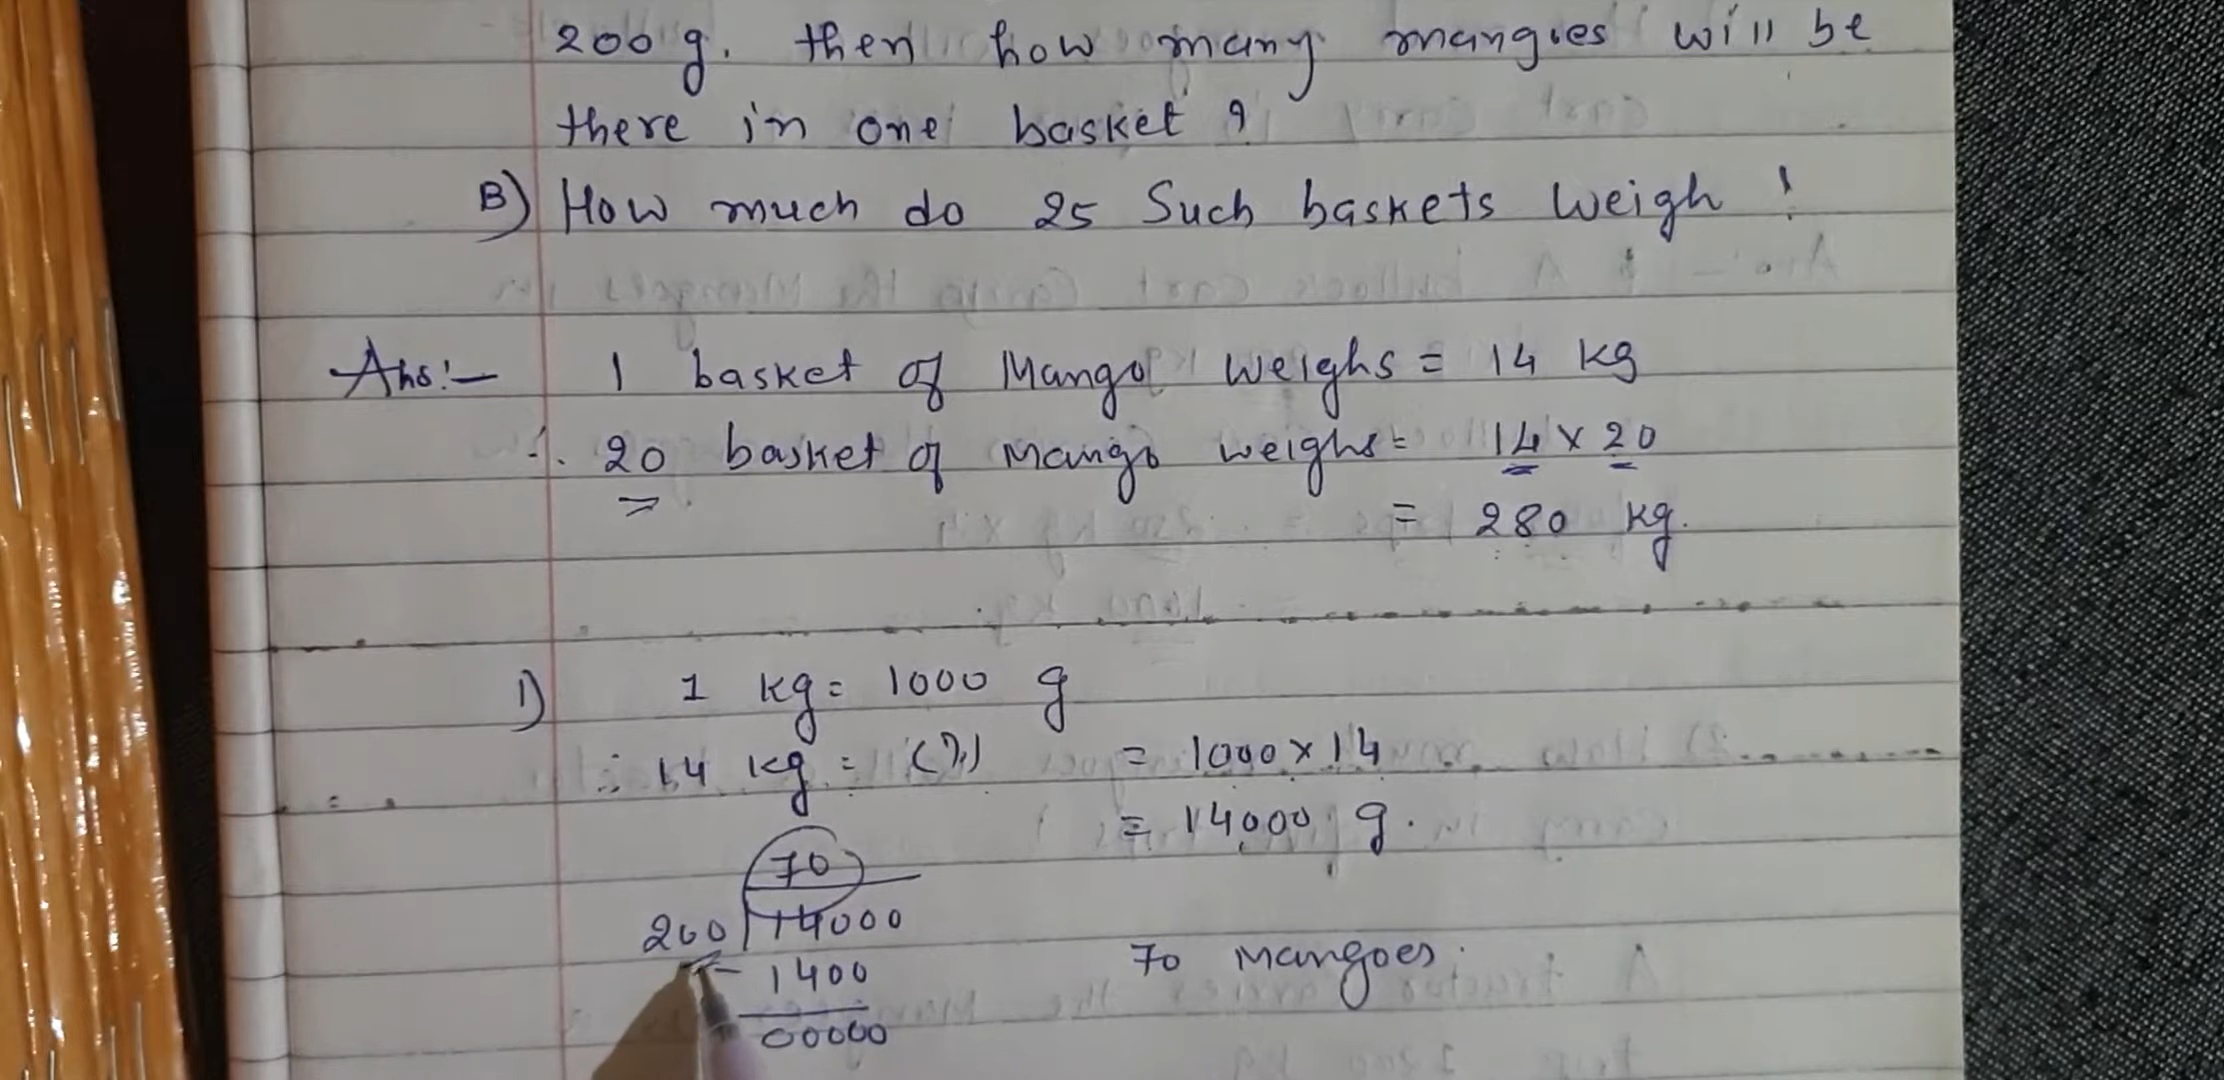 200 g. then how many mangoes will be
there in one basket ?
B) How much do 25 Such baskets weigh !
Ans:- 1 basket of Mango weighs = 14 kg
∴ 20 basket of mango weighs = 14 x 20
= 280 kg.
1) 1 kg = 1000 g
∴ 14 kg = (?) = 1000 x 14
= 14000 g.
70
200 14000
- 1400
00000
70 Mangoes.